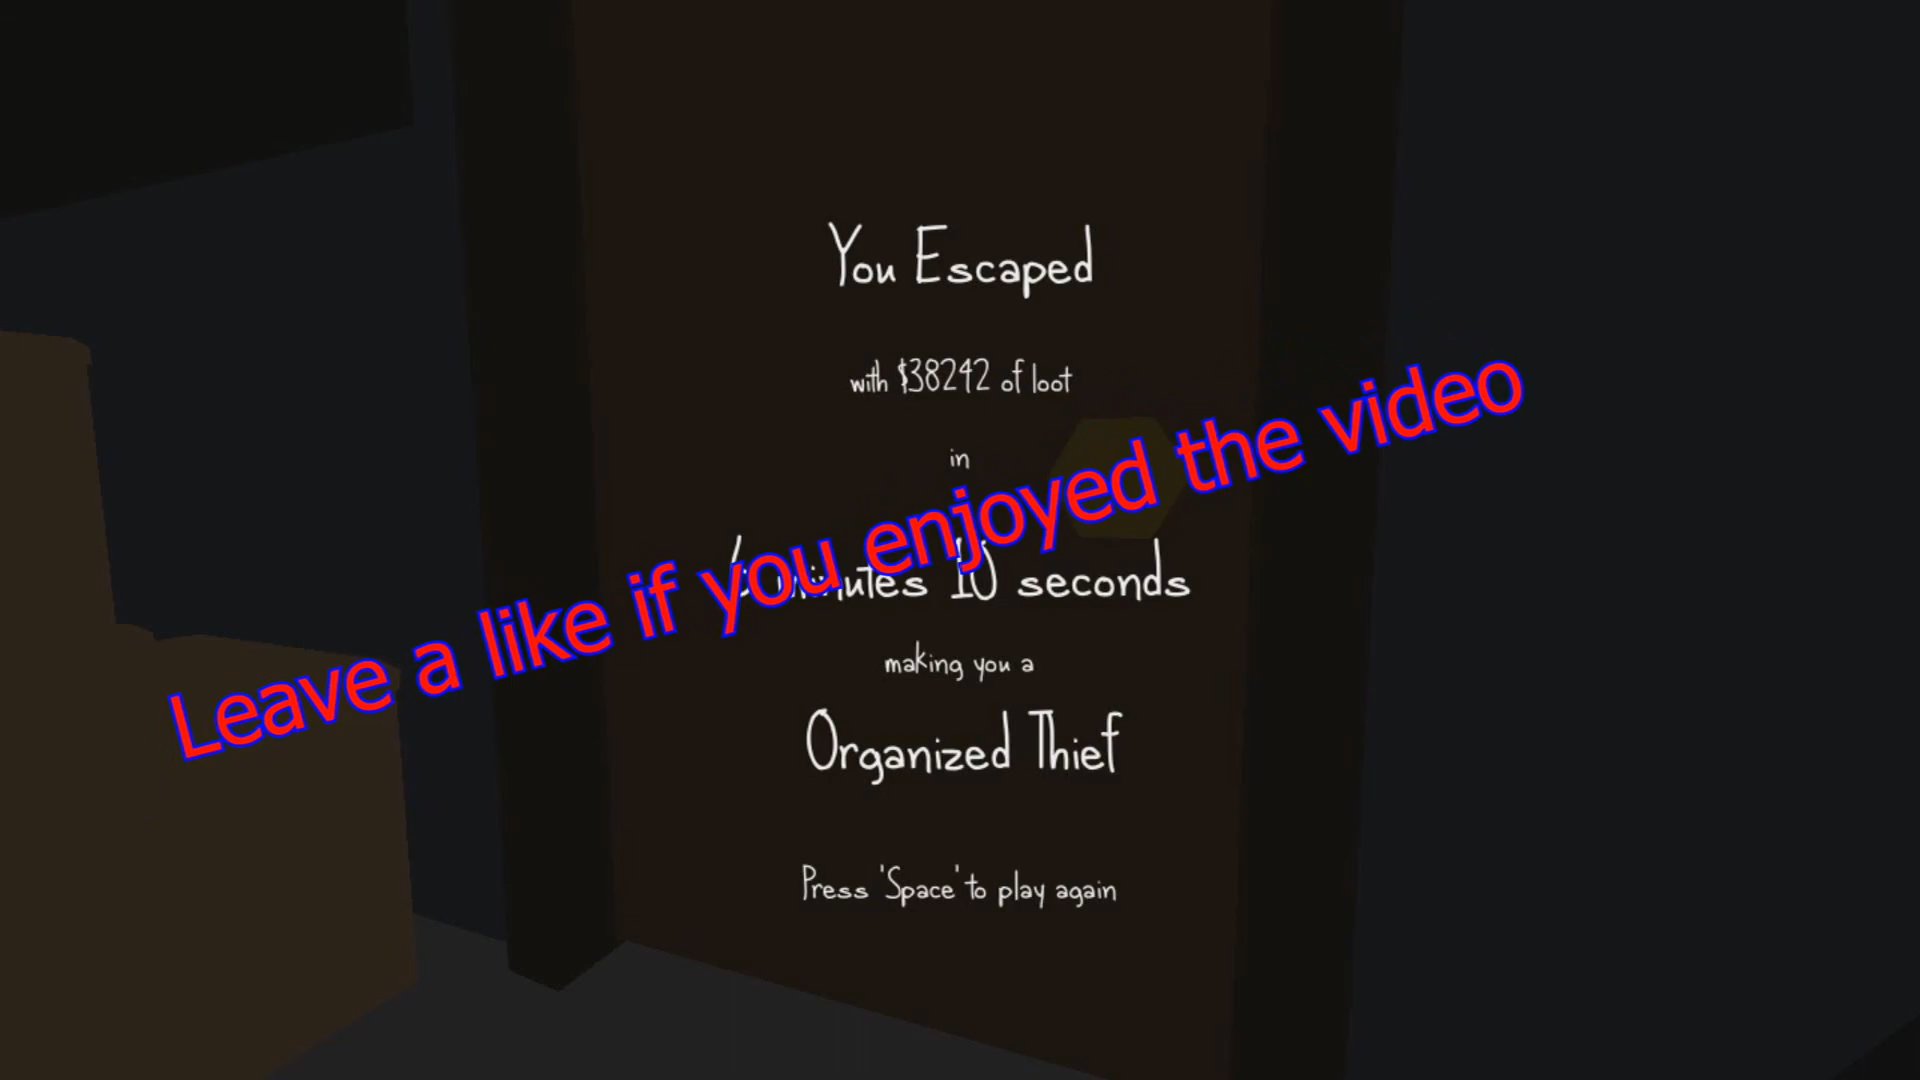 You Escaped
with $38242 of loot
in
minutes 10 seconds
making you a
Organized Thief
Press 'Space' to play again
Leave a like if you enjoyed the video